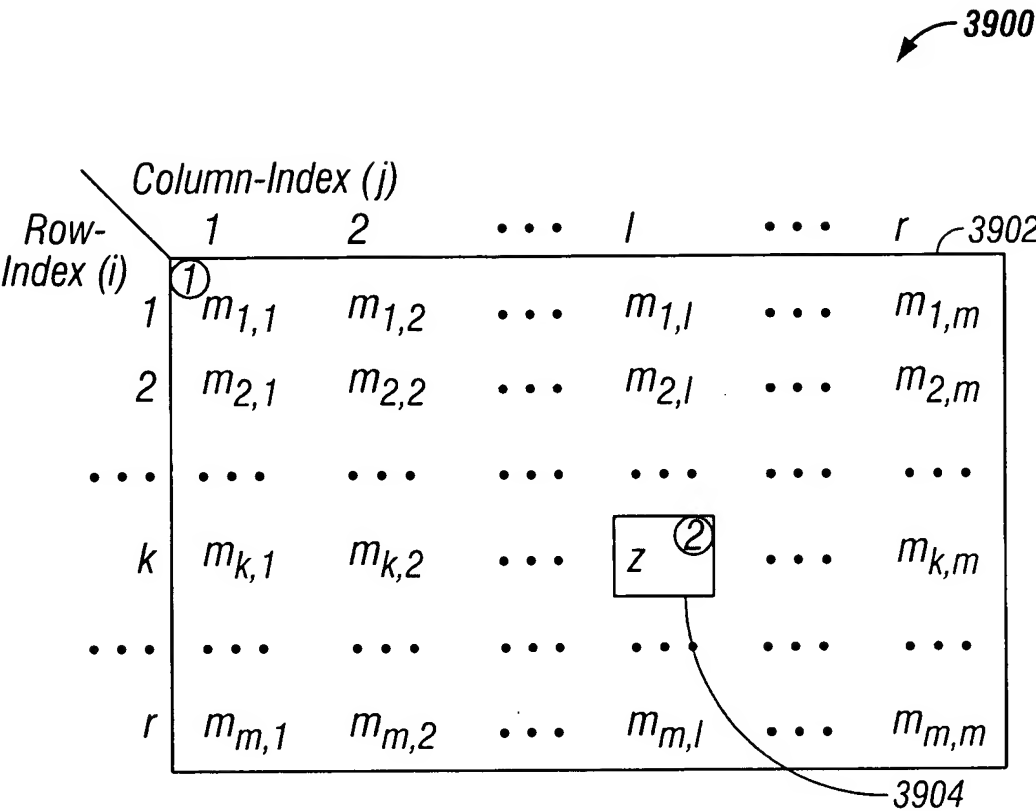 3900
Column-Index (j)
Row-Index (i)
1 2 ••• l ••• r 3902
①
1 m1,1 m1,2 ••• m1,l ••• m1,m
2 m2,1 m2,2 ••• m2,l ••• m2,m
••• ••• ••• ••• ••• ••• •••
k mk,1 mk,2 ••• z ② ••• mk,m
••• ••• ••• ••• ••• ••• •••
r mm,1 mm,2 ••• mm,l ••• mm,m
3904